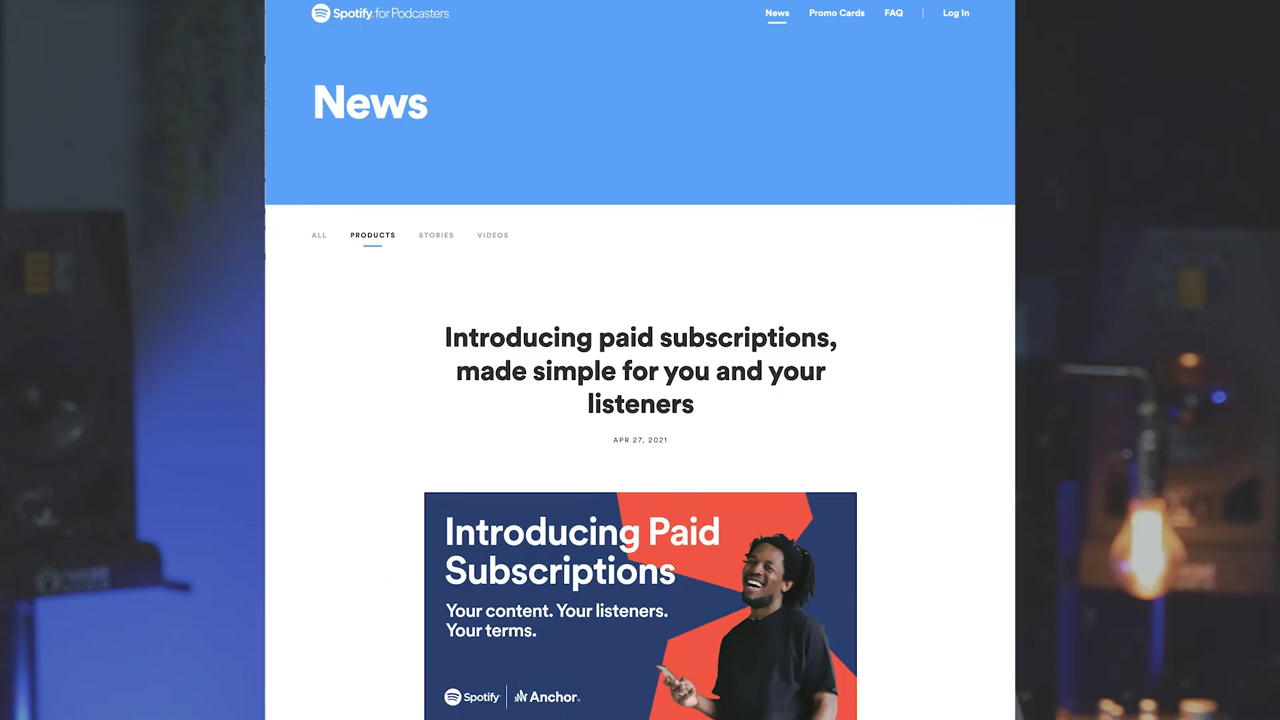 Spotify for Podcasters
News
Promo Cards
FAQ
Log In
News
ALL
PRODUCTS
STORIES
VIDEOS
Introducing paid subscriptions,
made simple for you and your
listeners
APR 27, 2021
Introducing Paid
Subscriptions
Your content. Your listeners.
Your terms.
Spotify
Anchor